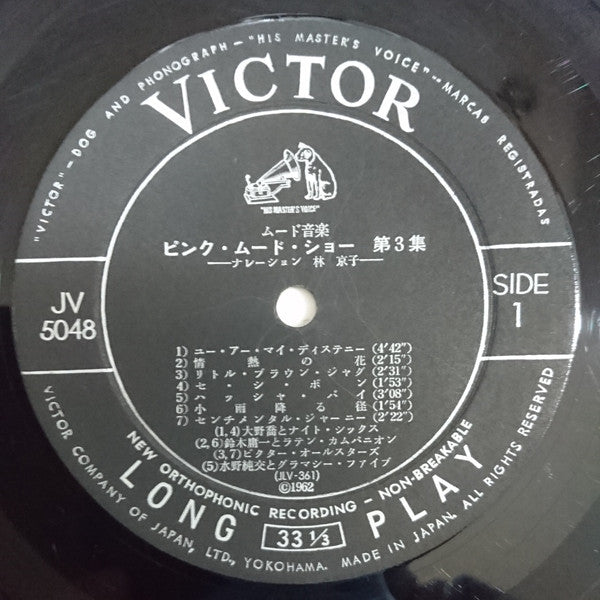 "VICTOR"—DOG AND PHONOGRAPH—"HIS MASTER'S VOICE"—MARCAS REGISTRADAS
VICTOR
"HIS MASTER'S VOICE"
ムード音楽
ピンク・ムード・ショー 第3集
——ナレーション 林 京子——
JV
5048
SIDE
1
1) ユー・アー・マイ・ディステニー (4'42")
2) 情熱の花 (2'15")
3) リトル・ブラウン・ジャグ (2'31")
4) セ・シ・ボン (1'53")
5) ハッシャ・バイ (3'08")
6) 小雨降る径 (1'54")
7) センチメンタル・ジャーニー (2'22")
(1,4)大野喬とナイト・シックス
(2,6)鈴木庸一とラテン・カムパニオン
(3,7)ビクター・オールスターズ
(5)水野純交とグラマシー・ファイブ
(JLV-361)
©1962
NEW ORTHOPHONIC RECORDING – NON-BREAKABLE
LONG 33 1/3 PLAY
VICTOR COMPANY OF JAPAN, LTD., YOKOHAMA. MADE IN JAPAN. ALL RIGHTS RESERVED